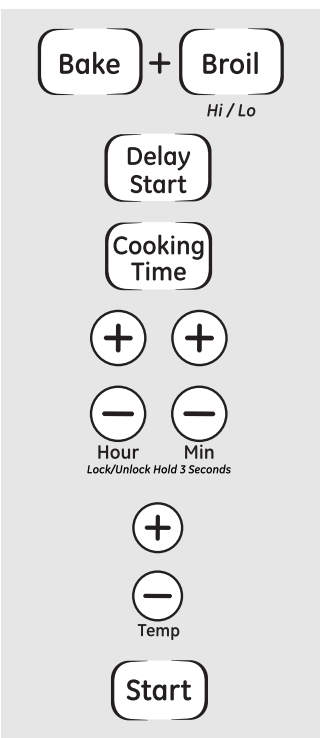 Bake + Broil
Hi / Lo
Delay
Start
Cooking
Time
+ +
− −
Hour Min
Lock/Unlock Hold 3 Seconds
+
−
Temp
Start